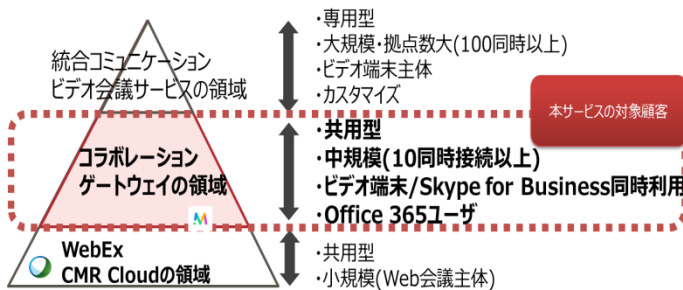 統合コミュニケーション
ビデオ会議サービスの領域
・専用型
・大規模・拠点数大(100同時以上)
・ビデオ端末主体
・カスタマイズ
本サービスの対象顧客
コラボレーション
ゲートウェイの領域
・共用型
・中規模(10同時接続以上)
・ビデオ端末/Skype for Business同時利用
・Office 365ユーザ
WebEx
CMR Cloudの領域
・共用型
・小規模(Web会議主体)